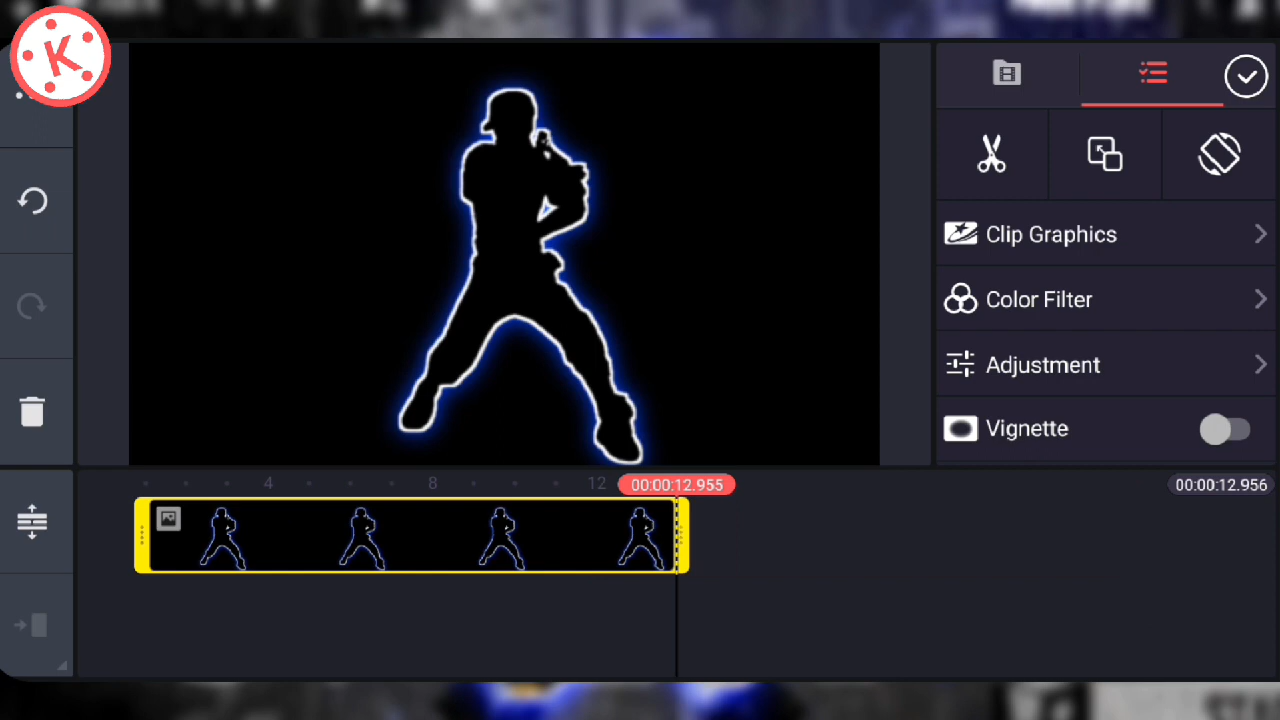 K
Clip Graphics
Color Filter
Adjustment
Vignette
4
8
12
00:00:12.955
00:00:12.956